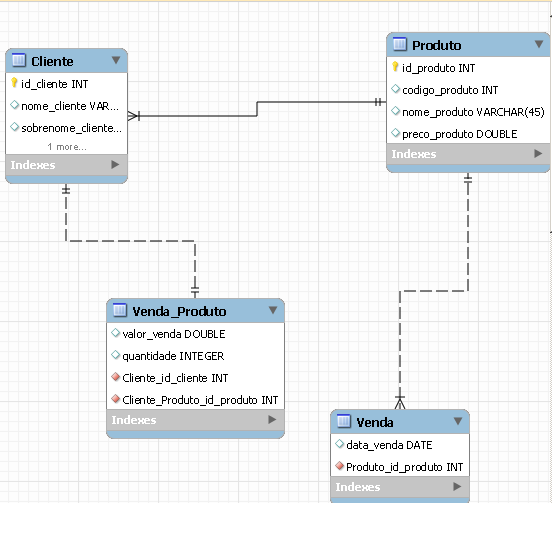 Cliente
id_cliente INT
nome_cliente VAR...
sobrenome_cliente...
1 more...
Indexes
Produto
id_produto INT
codigo_produto INT
nome_produto VARCHAR(45)
preco_produto DOUBLE
Indexes
Venda_Produto
valor_venda DOUBLE
quantidade INTEGER
Cliente_id_cliente INT
Cliente_Produto_id_produto INT
Indexes
Venda
data_venda DATE
Produto_id_produto INT
Indexes